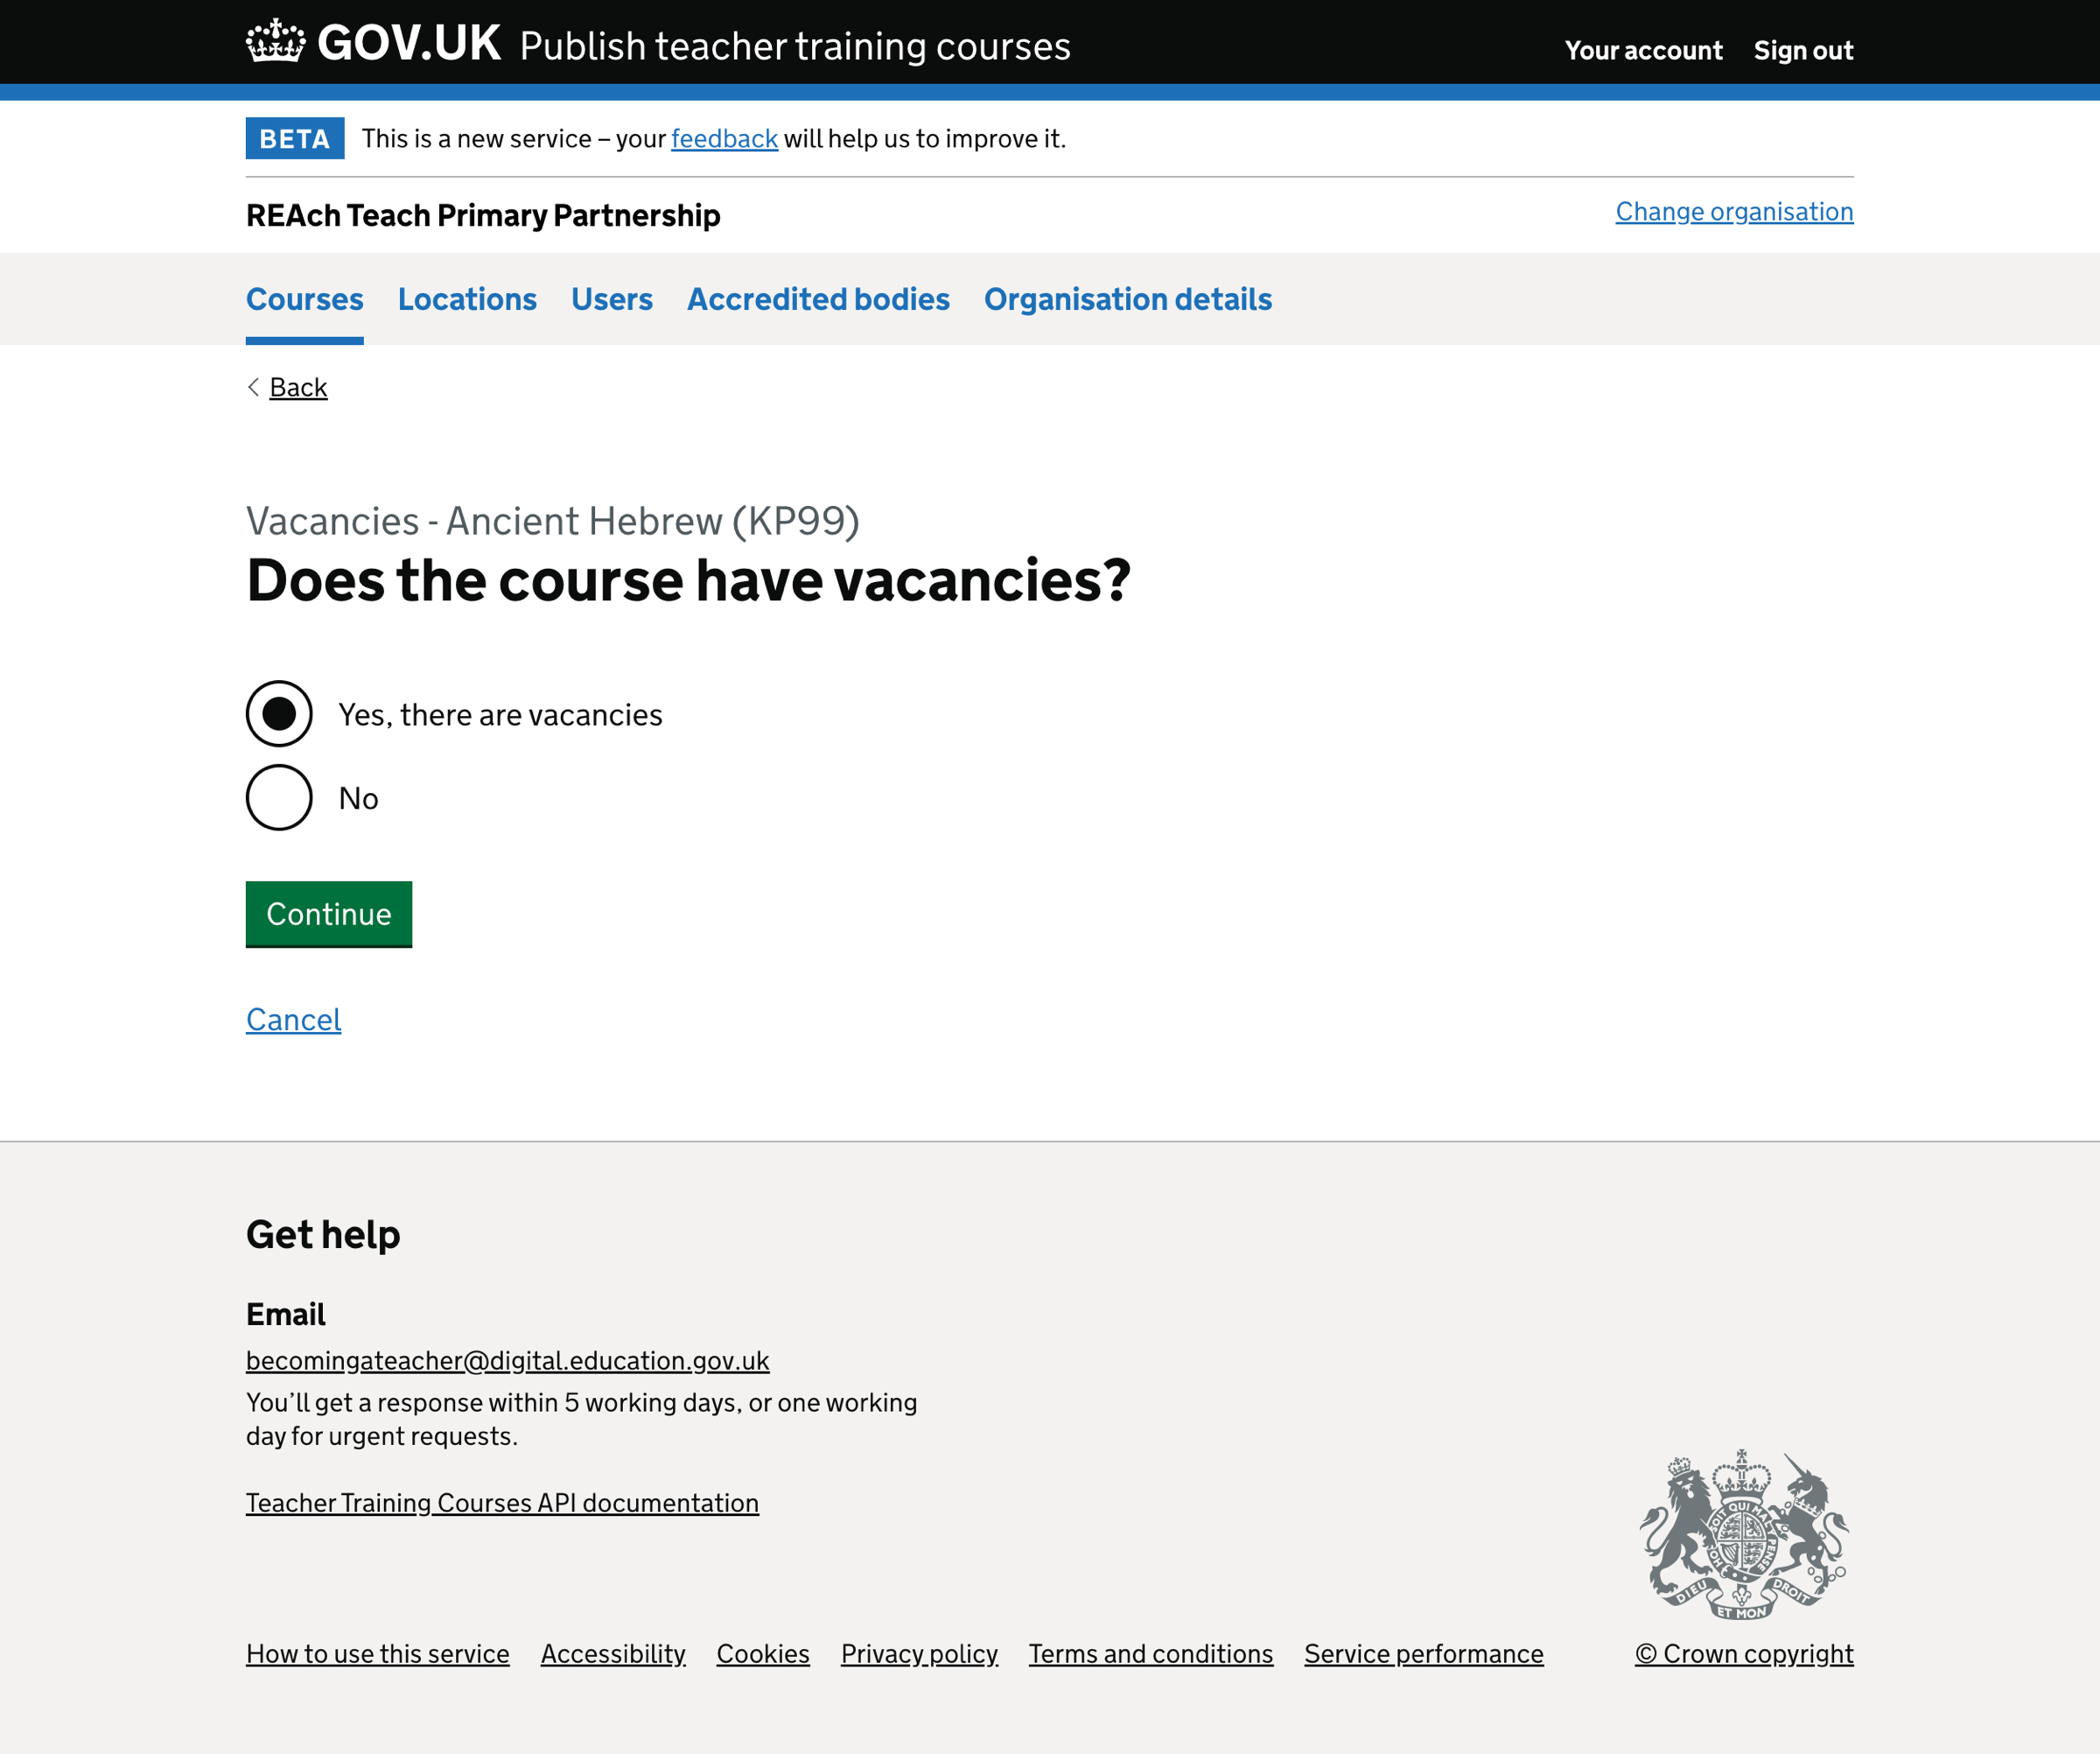 GOV.UK Publish teacher training courses
Your account Sign out
BETA This is a new service – your feedback will help us to improve it.
REAch Teach Primary Partnership
Change organisation
Courses Locations Users Accredited bodies Organisation details
Back
Vacancies - Ancient Hebrew (KP99)
Does the course have vacancies?
Yes, there are vacancies
No
Continue
Cancel
Get help
Email
becomingateacher@digital.education.gov.uk
You’ll get a response within 5 working days, or one working
day for urgent requests.
Teacher Training Courses API documentation
HONI SOIT QUI MAL Y PENSE
DIEU ET MON DROIT
How to use this service Accessibility Cookies Privacy policy Terms and conditions Service performance
© Crown copyright